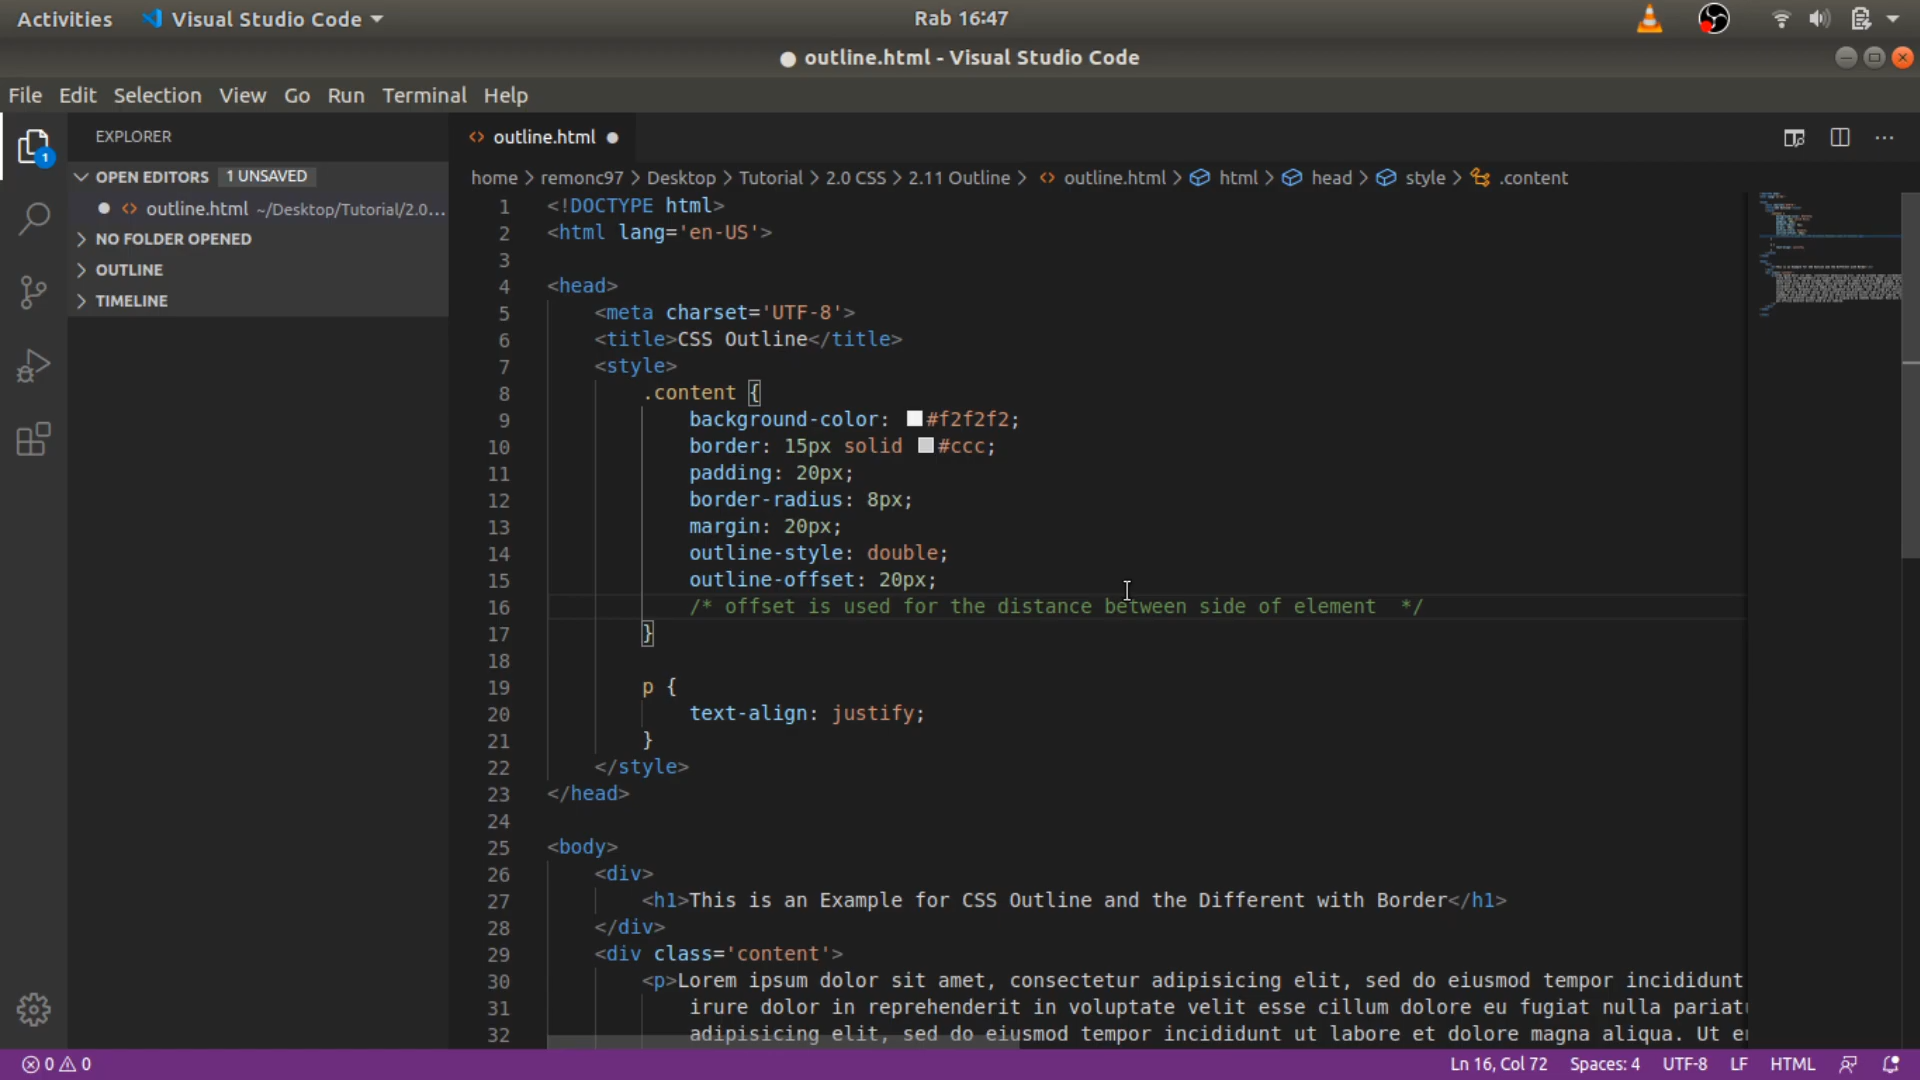 Activities Visual Studio Code Rab 16:47
outline.html - Visual Studio Code
File Edit Selection View Go Run Terminal Help
EXPLORER
1
OPEN EDITORS 1 UNSAVED
outline.html ~/Desktop/Tutorial/2.0...
NO FOLDER OPENED
OUTLINE
TIMELINE
outline.html
home > remonc97 > Desktop > Tutorial > 2.0 CSS > 2.11 Outline > outline.html > html > head > style > .content
1 <!DOCTYPE html>
2 <html lang='en-US'>
3
4 <head>
5 <meta charset='UTF-8'>
6 <title>CSS Outline</title>
7 <style>
8 .content {
9 background-color: #f2f2f2;
10 border: 15px solid #ccc;
11 padding: 20px;
12 border-radius: 8px;
13 margin: 20px;
14 outline-style: double;
15 outline-offset: 20px;
16 /* offset is used for the distance between side of element  */
17 }
18
19 p {
20 text-align: justify;
21 }
22 </style>
23 </head>
24
25 <body>
26 <div>
27 <h1>This is an Example for CSS Outline and the Different with Border</h1>
28 </div>
29 <div class='content'>
30 <p>Lorem ipsum dolor sit amet, consectetur adipisicing elit, sed do eiusmod tempor incididunt
31 irure dolor in reprehenderit in voluptate velit esse cillum dolore eu fugiat nulla pariat
32 adipisicing elit, sed do eiusmod tempor incididunt ut labore et dolore magna aliqua. Ut e
0 0 Ln 16, Col 72 Spaces: 4 UTF-8 LF HTML